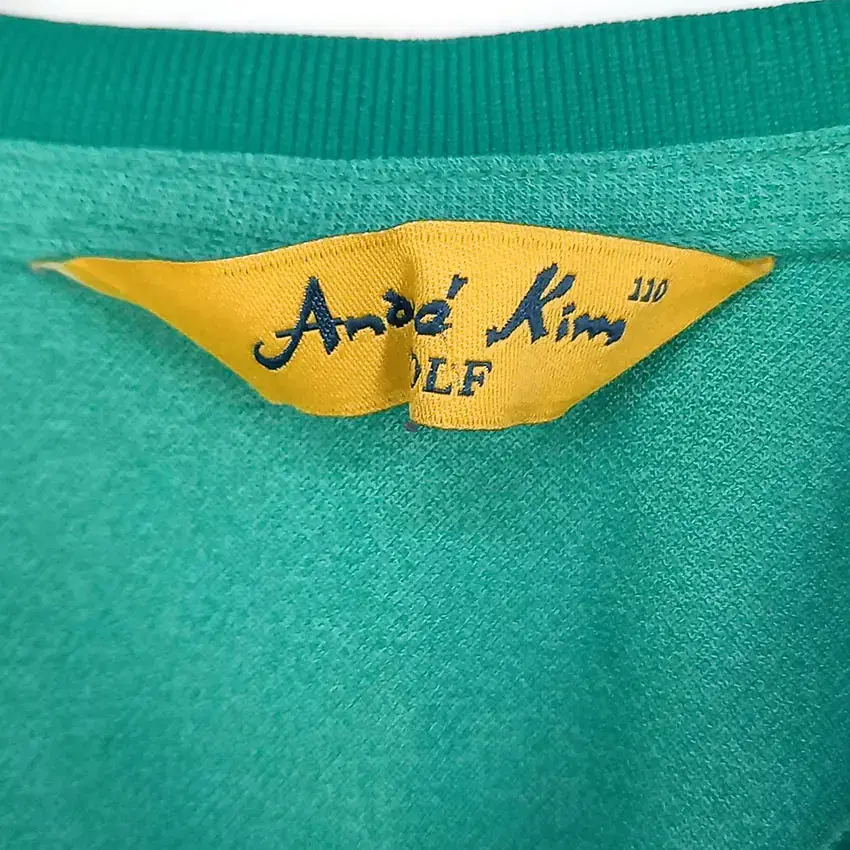 André Kim 110
OLF